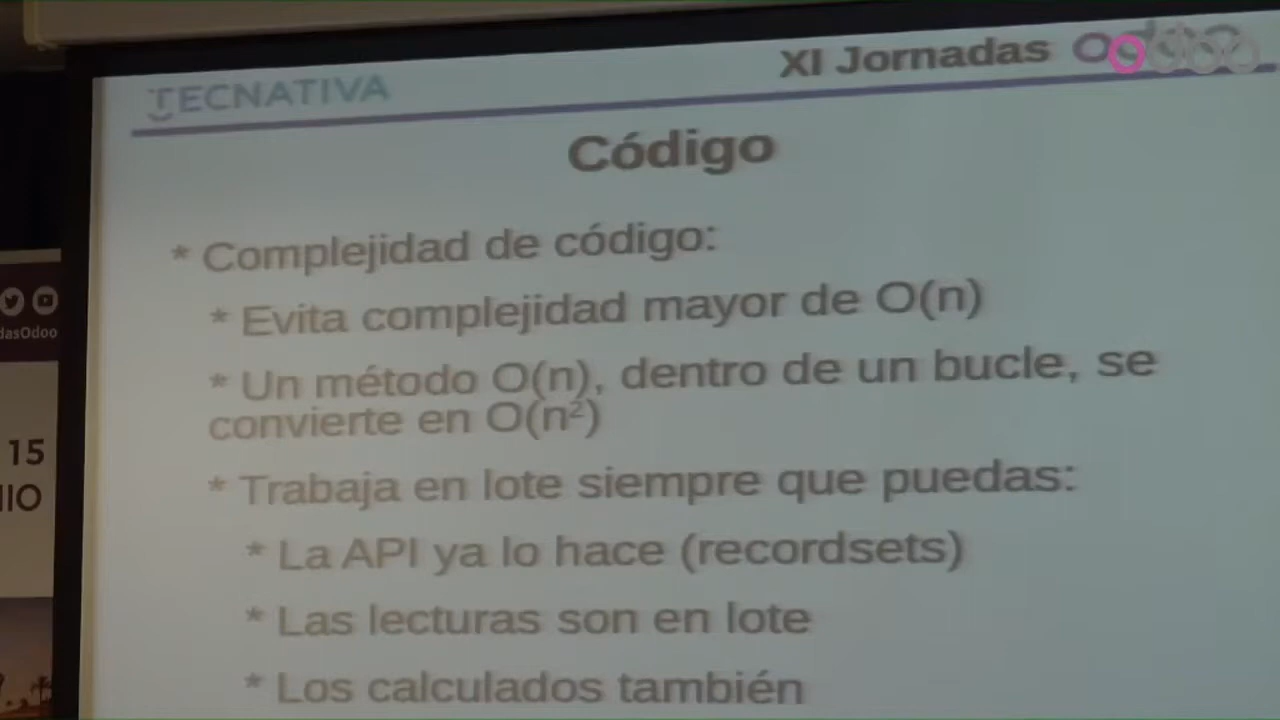 XI Jornadas odoo
TECNATIVA
Código
* Complejidad de código:
* Evita complejidad mayor de O(n)
* Un método O(n), dentro de un bucle, se
convierte en O(n²)
* Trabaja en lote siempre que puedas:
* La API ya lo hace (recordsets)
* Las lecturas son en lote
* Los calculados también
dasOdoo
15
IO